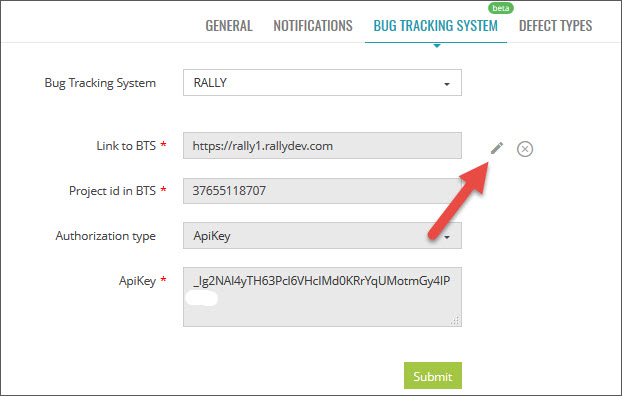 beta
GENERAL NOTIFICATIONS BUG TRACKING SYSTEM DEFECT TYPES
Bug Tracking System RALLY
Link to BTS * https://rally1.rallydev.com
Project id in BTS * 37655118707
Authorization type ApiKey
ApiKey * _Ig2NAI4yTH63PcI6VHcIMd0KRrYqUMotmGy4IP
Submit